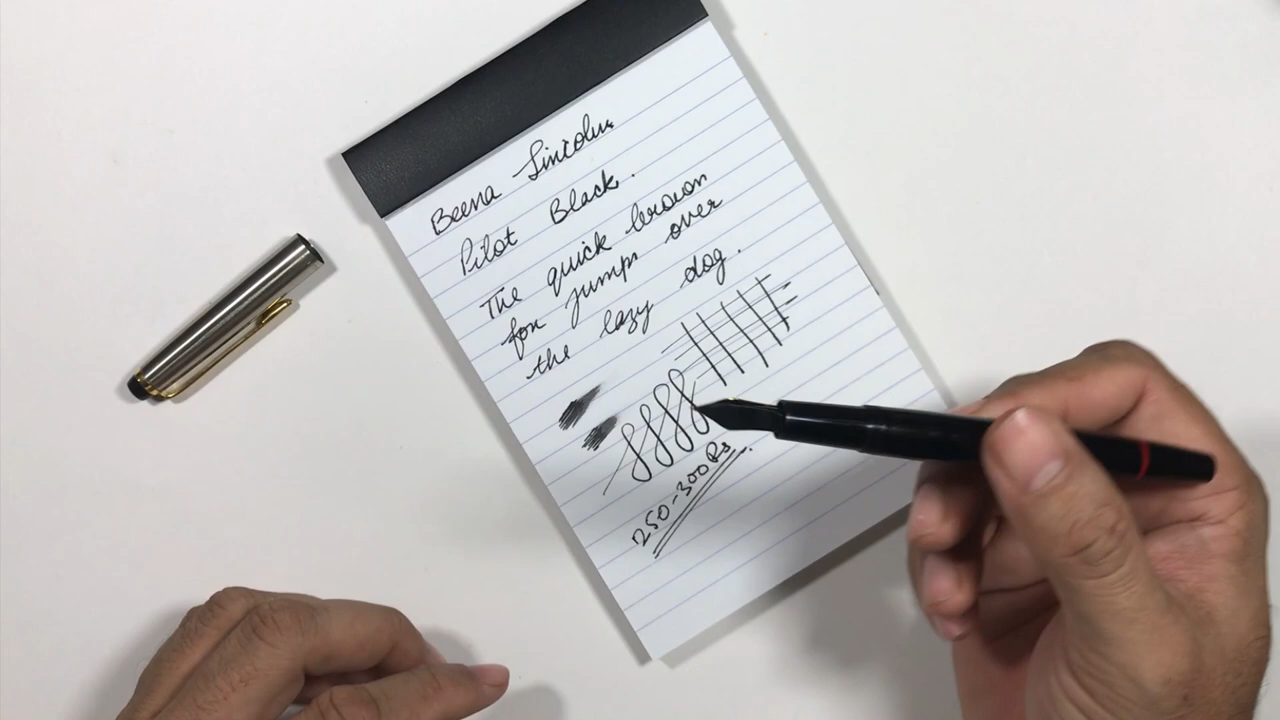 Beena Lincoln
Pilot Black.
The quick brown
fox jumps over
the lazy dog.
250-300 Rs.